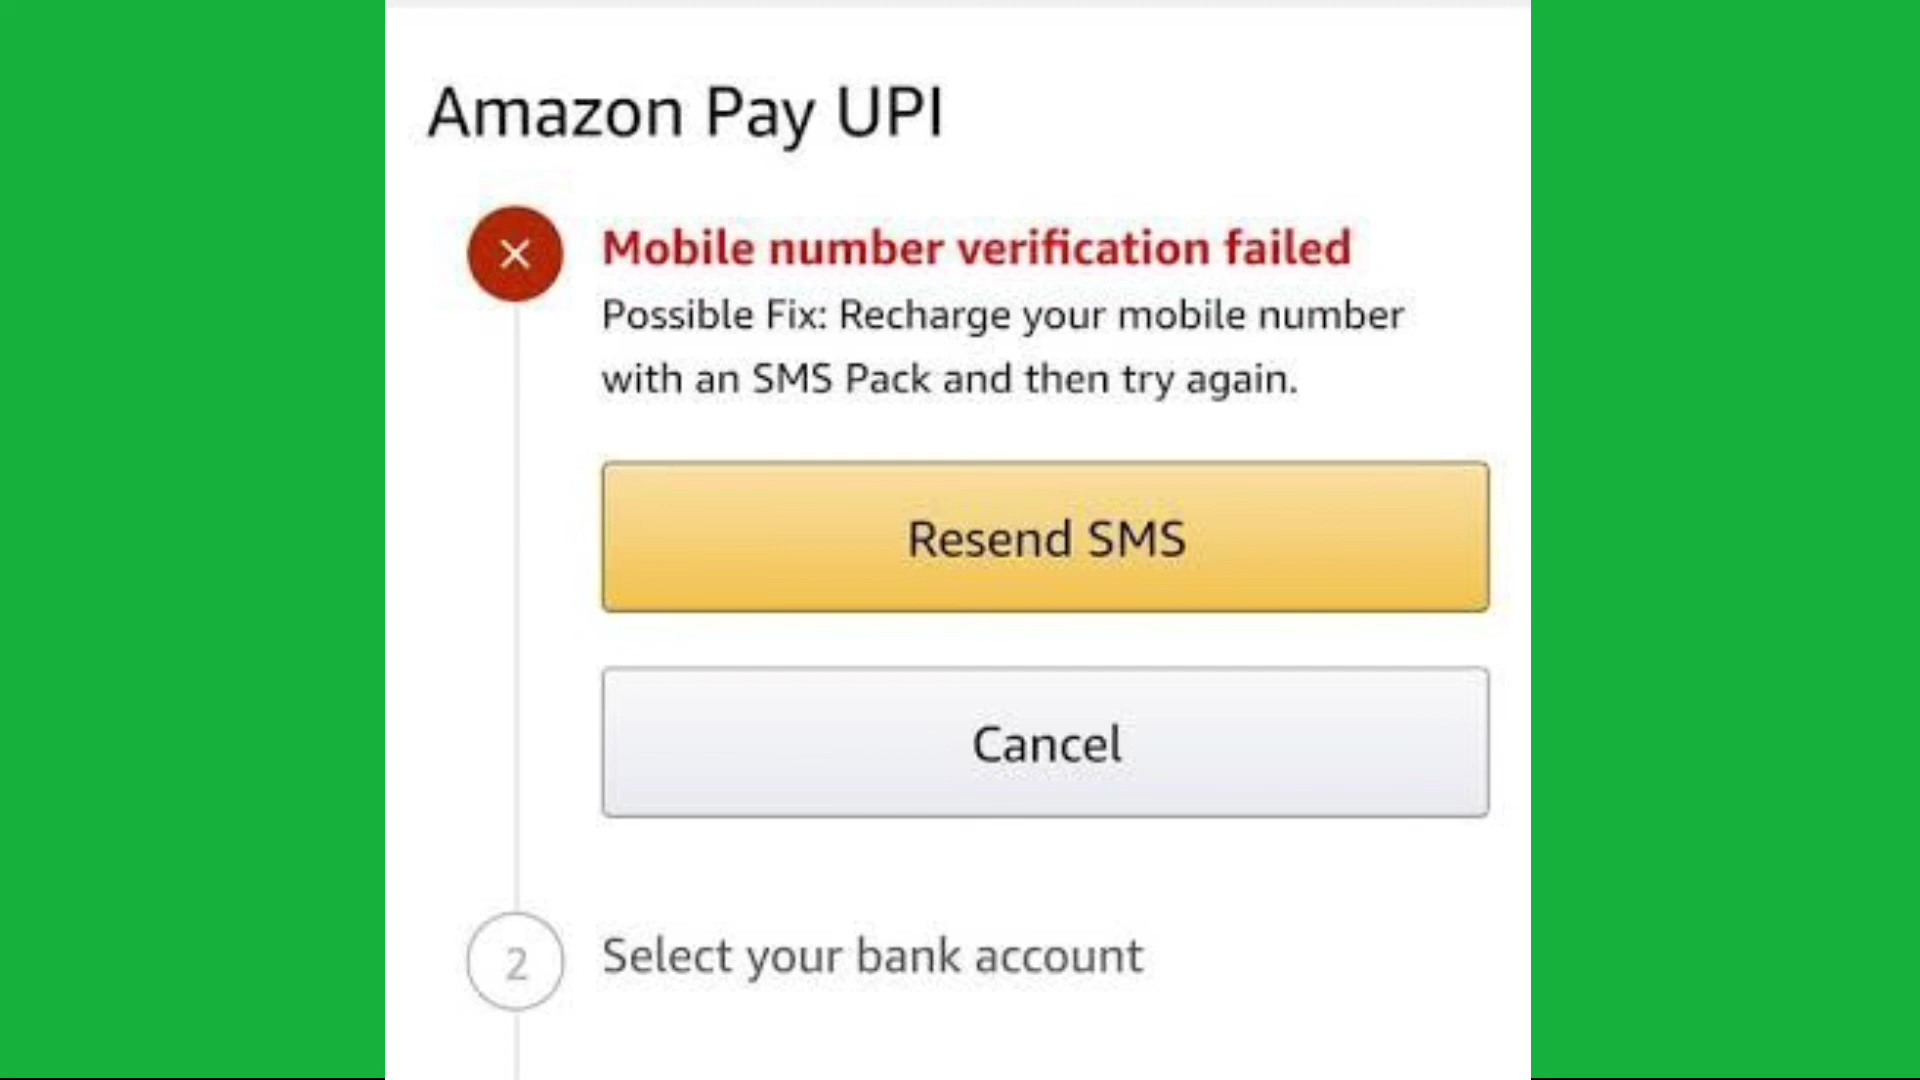 Amazon Pay UPI
Mobile number verification failed
Possible Fix: Recharge your mobile number
with an SMS Pack and then try again.
Resend SMS
Cancel
2 Select your bank account